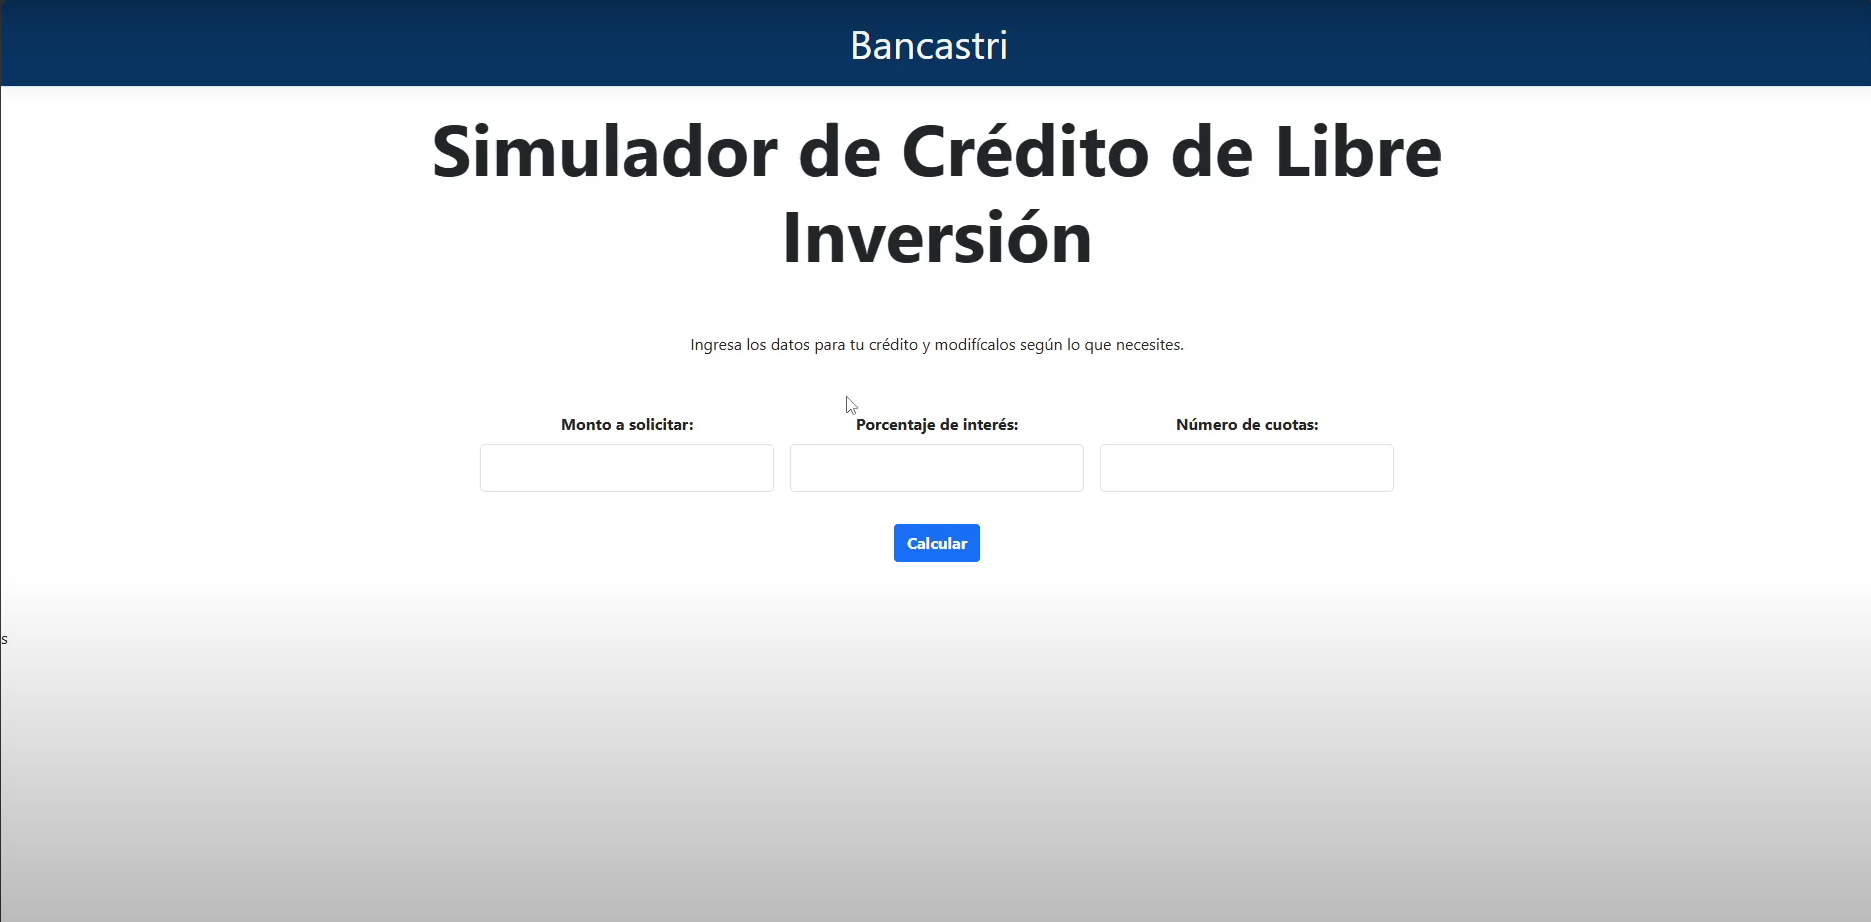 Bancastri
Simulador de Crédito de Libre
Inversión
Ingresa los datos para tu crédito y modifícalos según lo que necesites.
Monto a solicitar:
Porcentaje de interés:
Número de cuotas:
Calcular
s